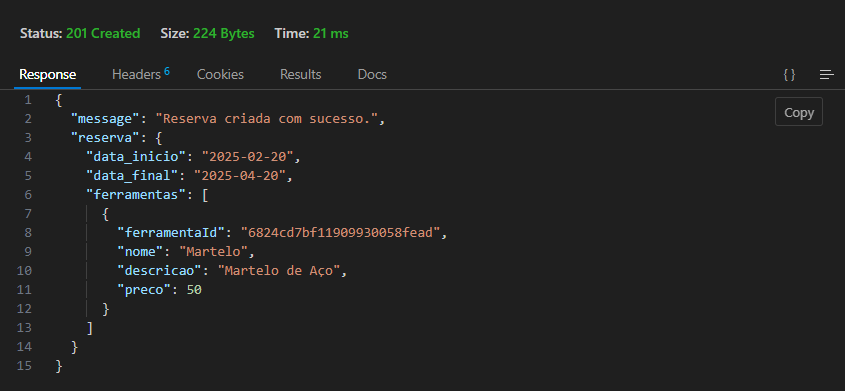 Status: 201 Created Size: 224 Bytes Time: 21 ms
Response Headers 6 Cookies Results Docs { }
Copy
1 {
2 "message": "Reserva criada com sucesso.",
3 "reserva": {
4 "data_inicio": "2025-02-20",
5 "data_final": "2025-04-20",
6 "ferramentas": [
7 {
8 "ferramentaId": "6824cd7bf11909930058fead",
9 "nome": "Martelo",
10 "descricao": "Martelo de Aço",
11 "preco": 50
12 }
13 ]
14 }
15 }